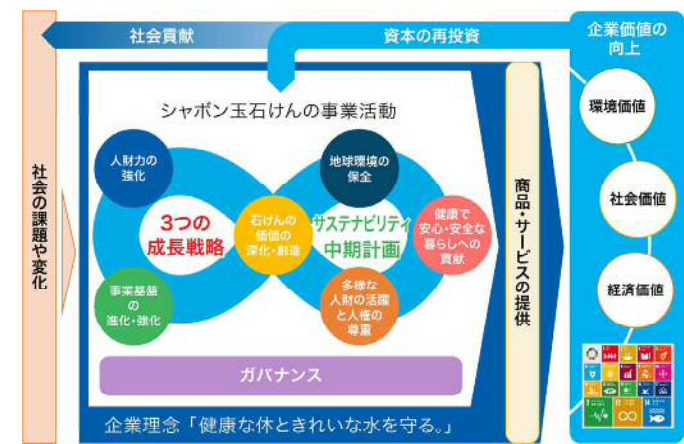 社会貢献
資本の再投資
企業価値の
向上
社会の課題や変化
シャボン玉石けんの事業活動
人財力の
強化
3つの
成長戦略
事業基盤
の
進化・強化
石けんの
価値の
深化・創造
地球環境の
保全
サステナビリティ
中期計画
健康で
安心・安全な
暮らしへの
貢献
多様な
人財の活躍
と人権の
尊重
ガバナンス
企業理念「健康な体ときれいな水を守る。」
商品・サービスの提供
環境価値
社会価値
経済価値